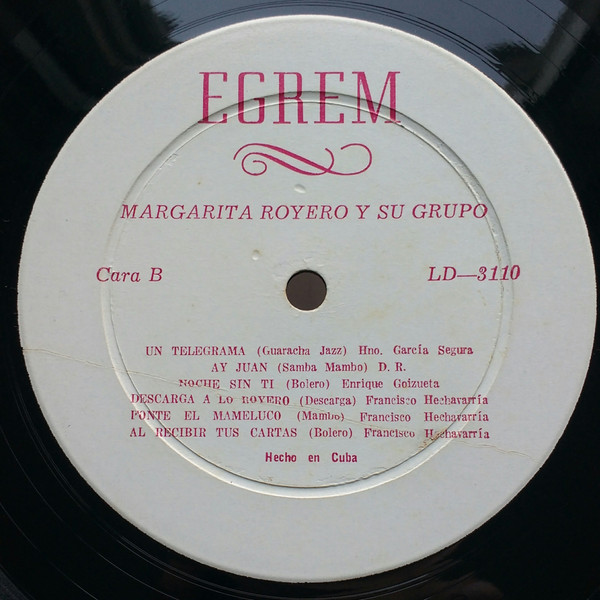 EGREM
MARGARITA ROYERO Y SU GRUPO
Cara B
LD—3110
UN TELEGRAMA (Guaracha Jazz) Hno. García Segura
AY JUAN (Samba Mambo) D. R.
NOCHE SIN TI (Bolero) Enrique Goizueta
DESCARGA A LO ROYERO (Descarga) Francisco Hechavarría
PONTE EL MAMELUCO (Mambo) Francisco Hechavarría
AL RECIBIR TUS CARTAS (Bolero) Francisco Hechavarría
Hecho en Cuba